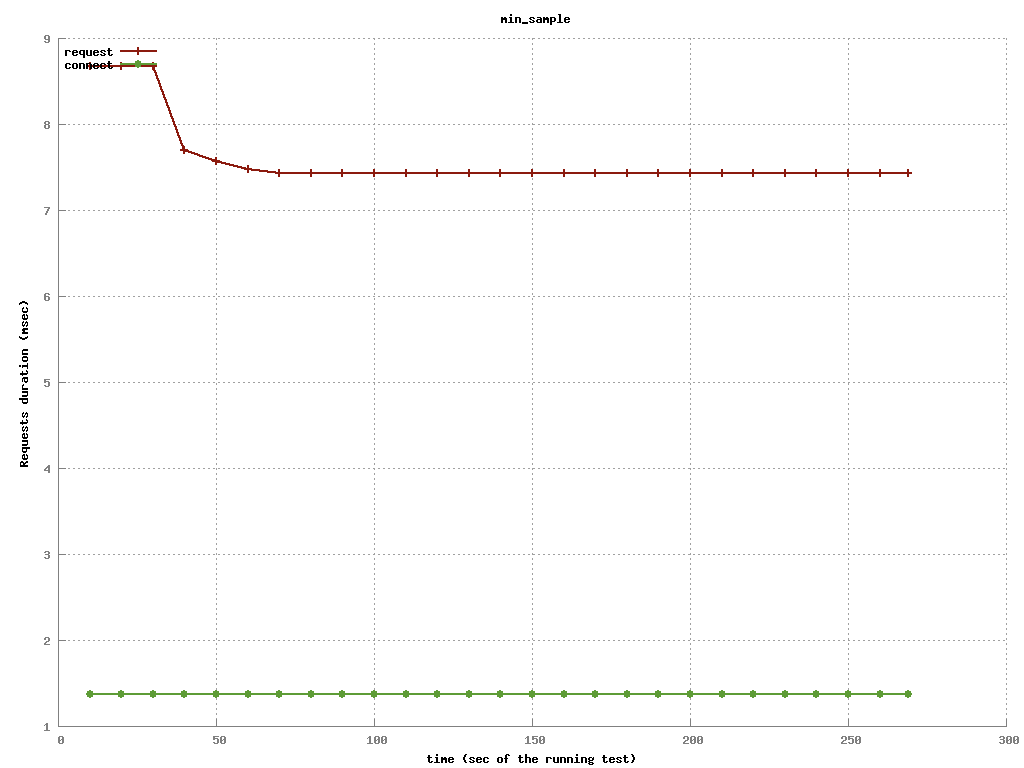 min_sample
9
request
connect
8
7
6
5
4
3
2
1
Requests duration (msec)
0 50 100 150 200 250 300
time (sec of the running test)